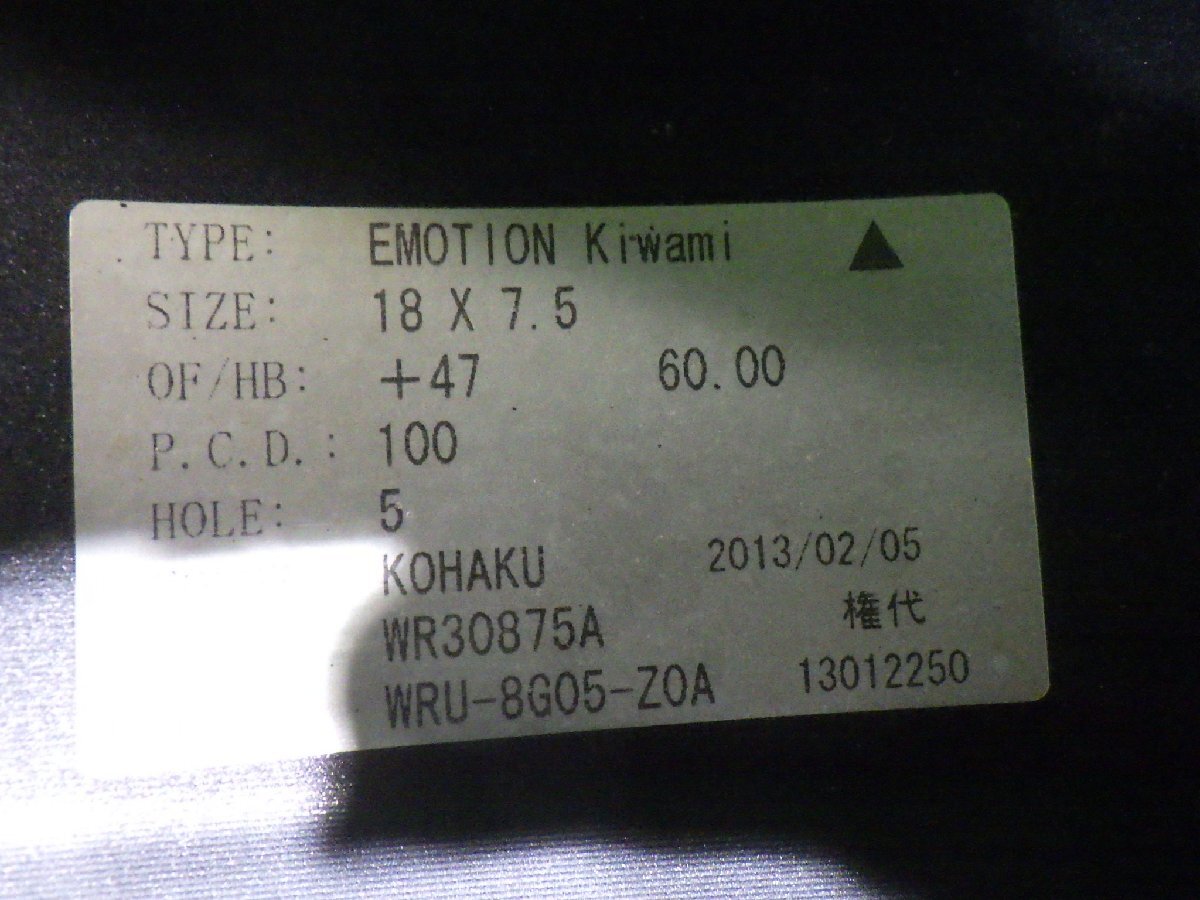 TYPE: EMOTION Kiwami ▲
SIZE: 18 X 7.5
OF/HB: +47 60.00
P.C.D.: 100
HOLE: 5
KOHAKU 2013/02/05
WR30875A 権代
WRU-8G05-Z0A 13012250